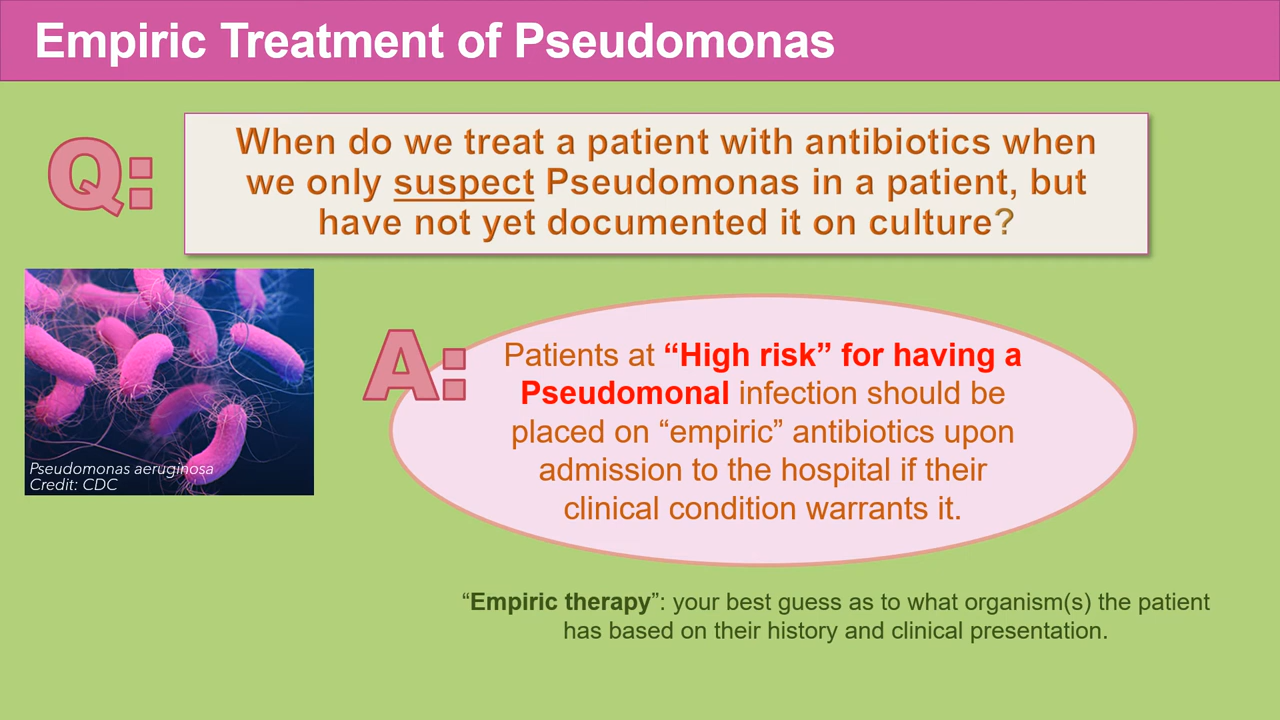 Empiric Treatment of Pseudomonas
Q:
When do we treat a patient with antibiotics when
we only suspect Pseudomonas in a patient, but
have not yet documented it on culture?
Pseudomonas aeruginosa
Credit: CDC
A:
Patients at “High risk” for having a
Pseudomonal infection should be
placed on “empiric” antibiotics upon
admission to the hospital if their
clinical condition warrants it.
“Empiric therapy”: your best guess as to what organism(s) the patient
has based on their history and clinical presentation.